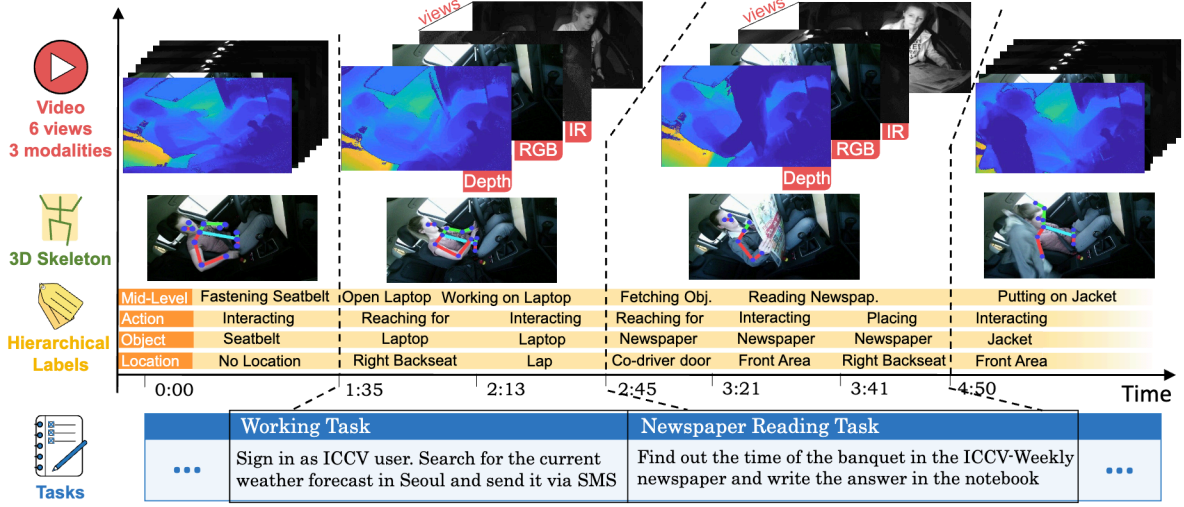 views
views
Video
6 views
3 modalities
IR
RGB
Depth
IR
RGB
Depth
3D Skeleton
Hierarchical
Labels
Mid-Level Fastening Seatbelt Open Laptop Working on Laptop Fetching Obj. Reading Newspap. Putting on Jacket
Action Interacting Reaching for Interacting Reaching for Interacting Placing Interacting
Object Seatbelt Laptop Laptop Newspaper Newspaper Newspaper Jacket
Location No Location Right Backseat Lap Co-driver door Front Area Right Backseat Front Area
0:00 1:35 2:13 2:45 3:21 3:41 4:50 Time
Tasks
Working Task
Sign in as ICCV user. Search for the current
weather forecast in Seoul and send it via SMS
Newspaper Reading Task
Find out the time of the banquet in the ICCV-Weekly
newspaper and write the answer in the notebook